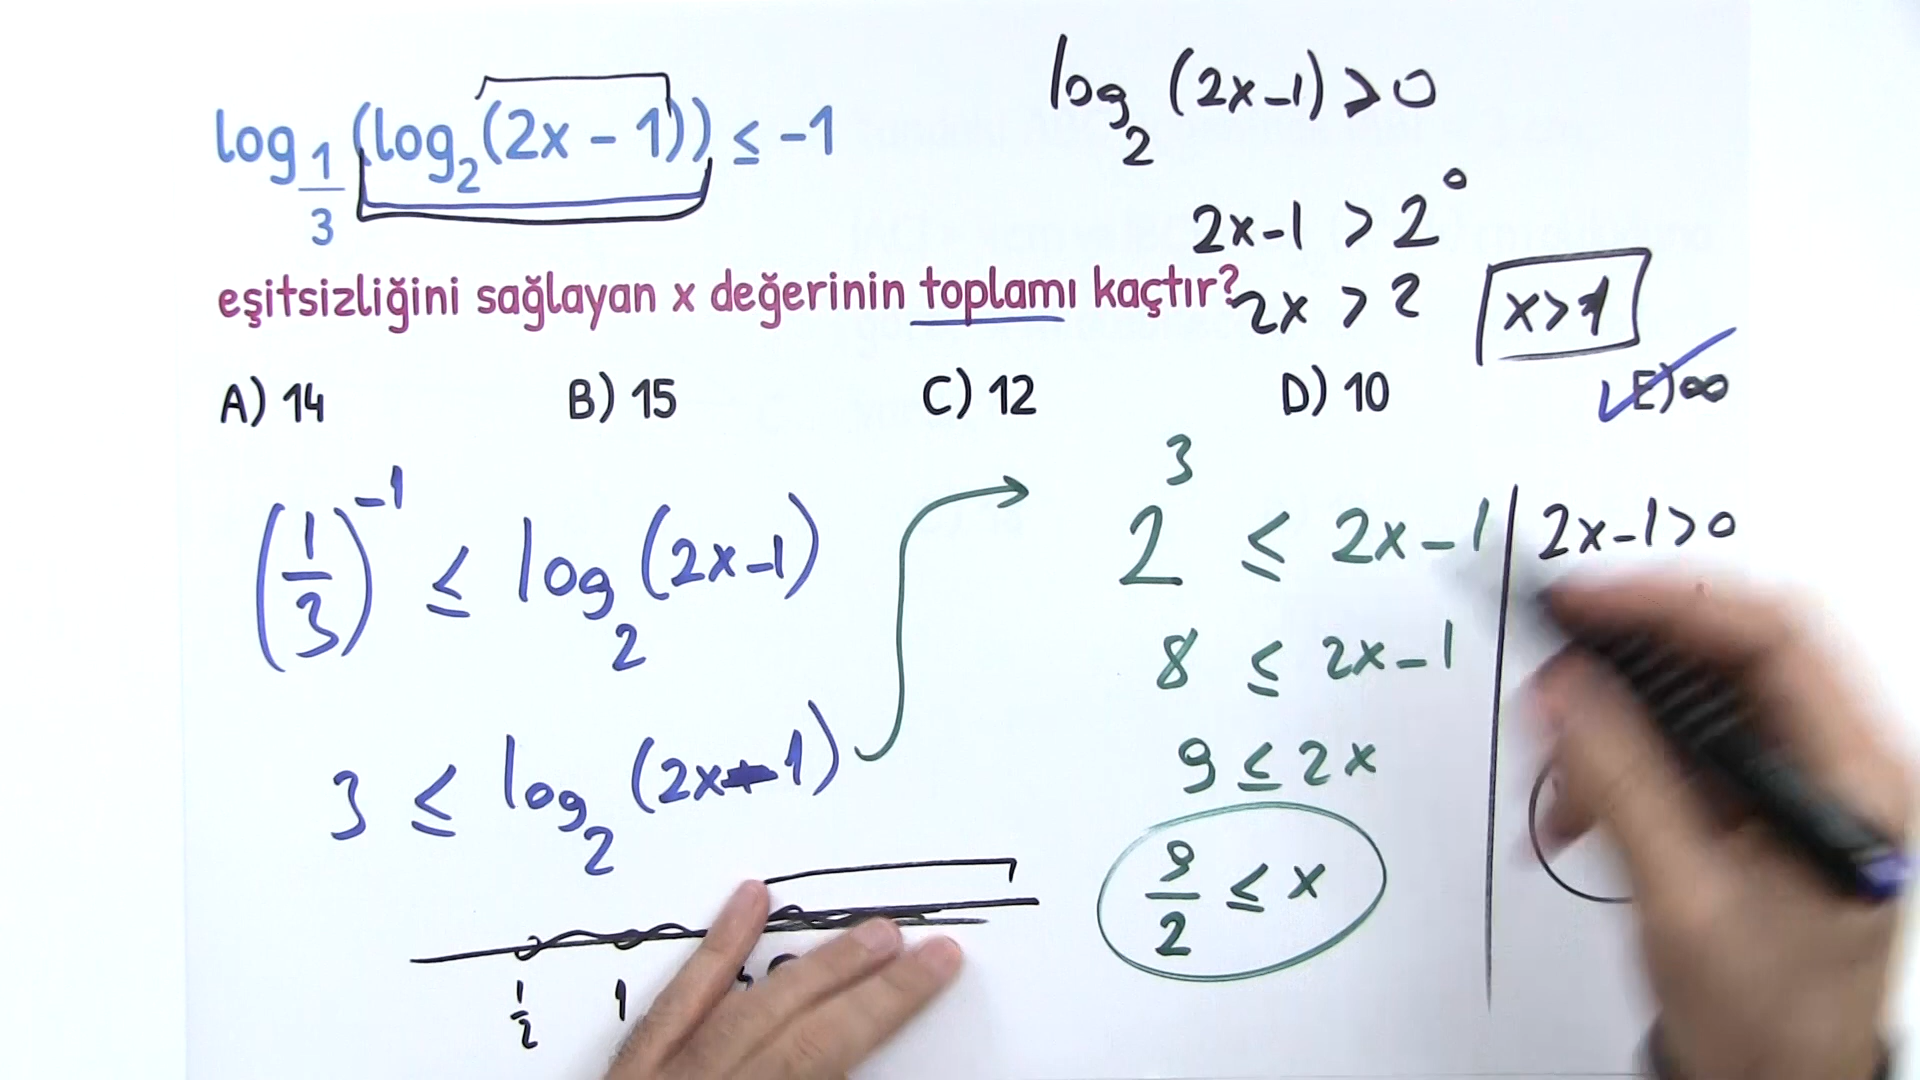 log_{1/3}(log_2(2x - 1)) ≤ -1
eşitsizliğini sağlayan x değerinin toplamı kaçtır?
A) 14 B) 15 C) 12 D) 10 E) ∞
log_2 (2x-1) > 0
2x-1 > 2^0
2x > 2
x>1
(1/3)^{-1} ≤ log_2 (2x-1)
3 ≤ log_2 (2x-1)
1/2 1
2^3 ≤ 2x-1
8 ≤ 2x-1
9 ≤ 2x
9/2 ≤ x
2x-1>0